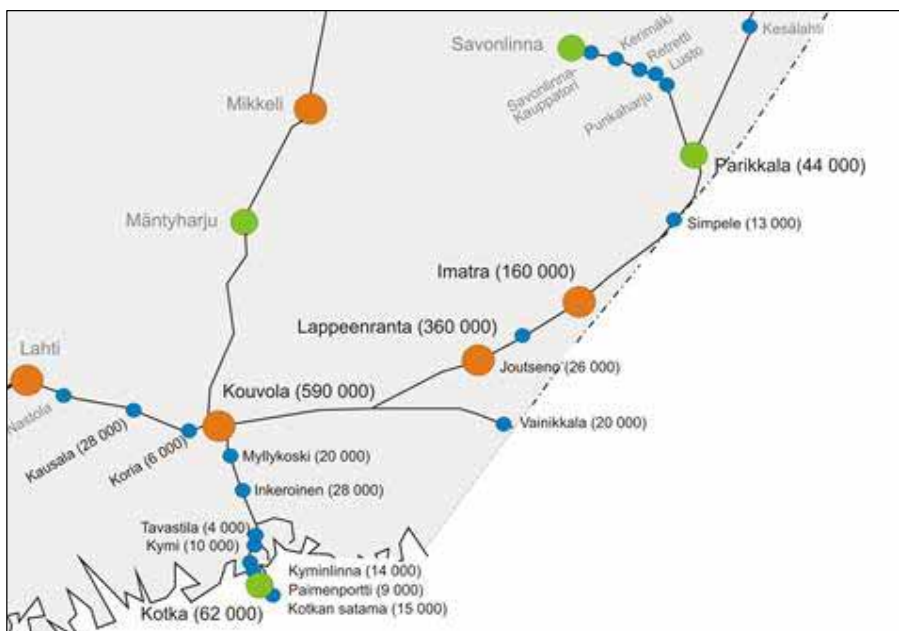 Kesälahti
Savonlinna
Kerimäki
Retretti
Lusto
Savonlinna-
Kauppatori
Punkaharju
Mikkeli
Parikkala (44 000)
Mäntyharju
Simpele (13 000)
Imatra (160 000)
Lappeenranta (360 000)
Lahti
Joutseno (26 000)
Kouvola (590 000)
Nastola
Kausala (28 000)
Koria (6 000)
Vainikkala (20 000)
Myllykoski (20 000)
Inkeroinen (28 000)
Tavastila (4 000)
Kymi (10 000)
Kyminlinna (14 000)
Paimenportti (9 000)
Kotka (62 000)
Kotkan satama (15 000)